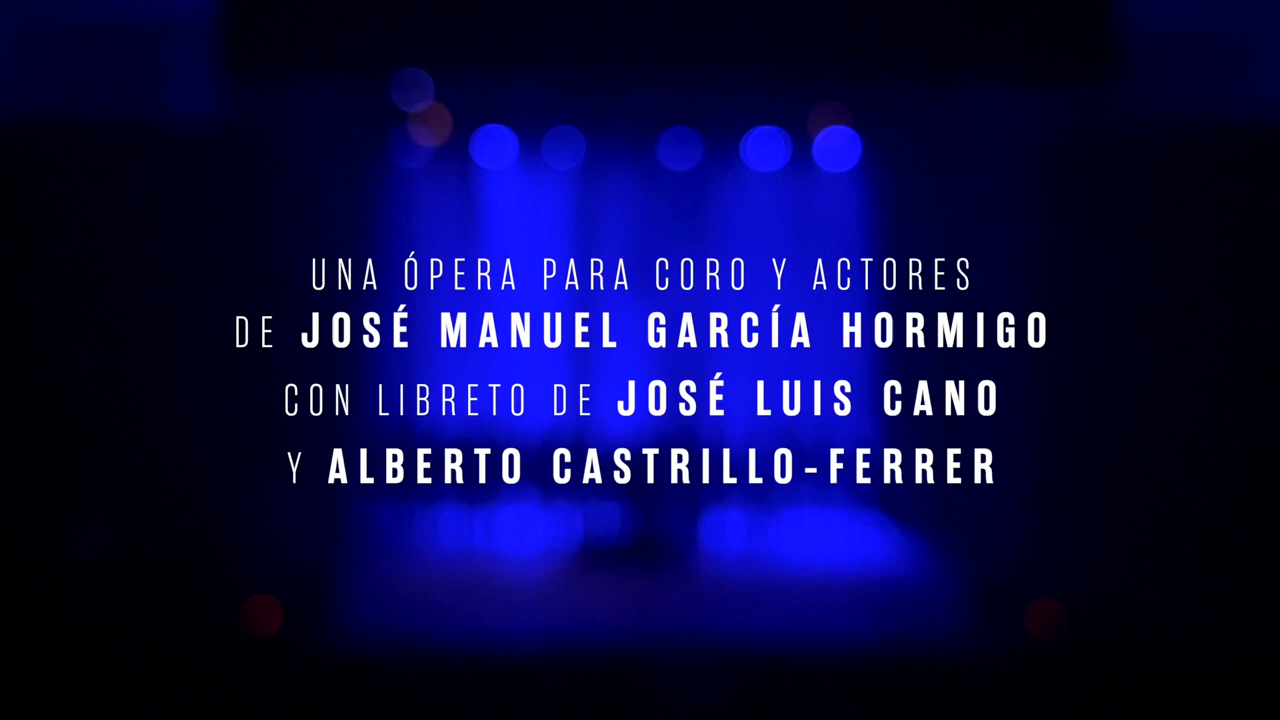 UNA ÓPERA PARA CORO Y ACTORES
DE JOSÉ MANUEL GARCÍA HORMIGO
CON LIBRETO DE JOSÉ LUIS CANO
Y ALBERTO CASTRILLO-FERRER